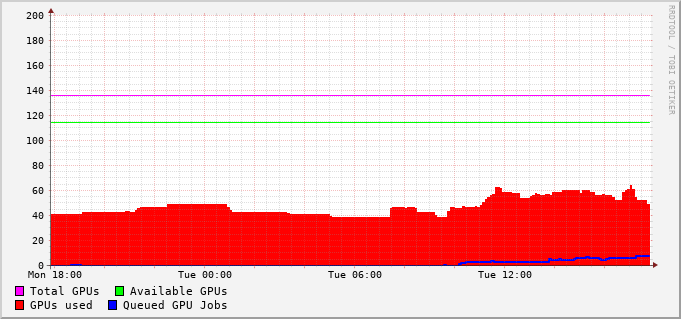 200
180
160
140
120
100
80
60
40
20
0
Mon 18:00 Tue 00:00 Tue 06:00 Tue 12:00
Total GPUs Available GPUs
GPUs used Queued GPU Jobs
RRDTOOL / TOBI OETIKER